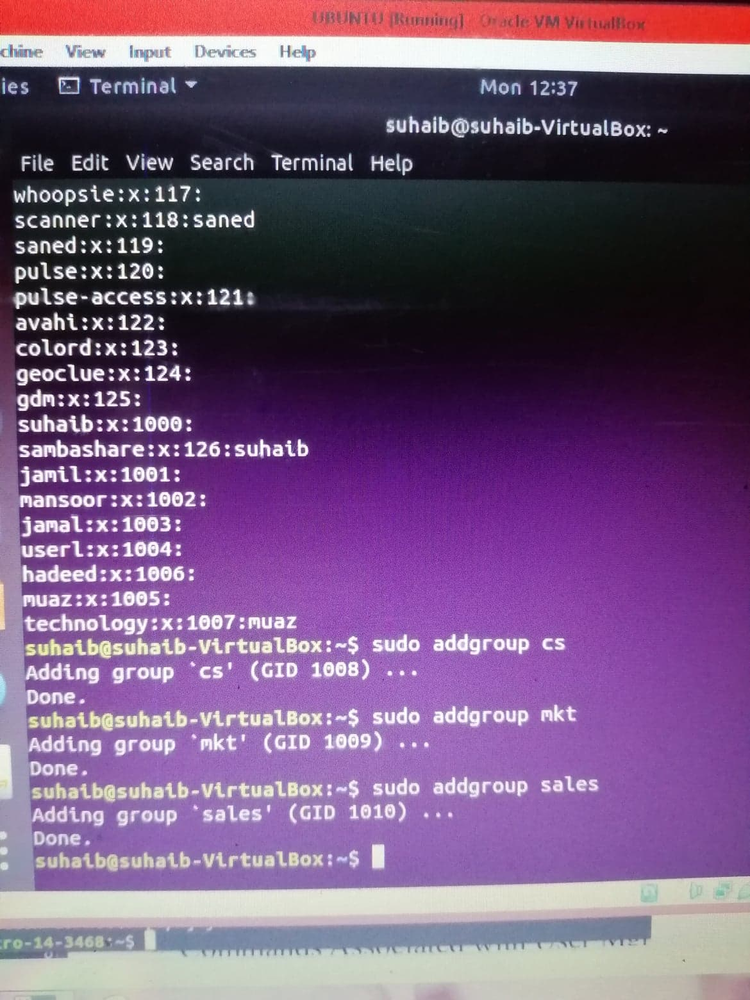 UBUNTU [Running] Oracle VM VirtualBox
chine View Input Devices Help
ies Terminal Mon 12:37
suhaib@suhaib-VirtualBox: ~
File Edit View Search Terminal Help
whoopsie:x:117:
scanner:x:118:saned
saned:x:119:
pulse:x:120:
pulse-access:x:121:
avahi:x:122:
colord:x:123:
geoclue:x:124:
gdm:x:125:
suhaib:x:1000:
sambashare:x:126:suhaib
jamil:x:1001:
mansoor:x:1002:
jamal:x:1003:
userl:x:1004:
hadeed:x:1006:
muaz:x:1005:
technology:x:1007:muaz
suhaib@suhaib-VirtualBox:~$ sudo addgroup cs
Adding group `cs' (GID 1008) ...
Done.
suhaib@suhaib-VirtualBox:~$ sudo addgroup mkt
Adding group `mkt' (GID 1009) ...
Done.
suhaib@suhaib-VirtualBox:~$ sudo addgroup sales
Adding group `sales' (GID 1010) ...
Done.
suhaib@suhaib-VirtualBox:~$
ro-14-3468:~$